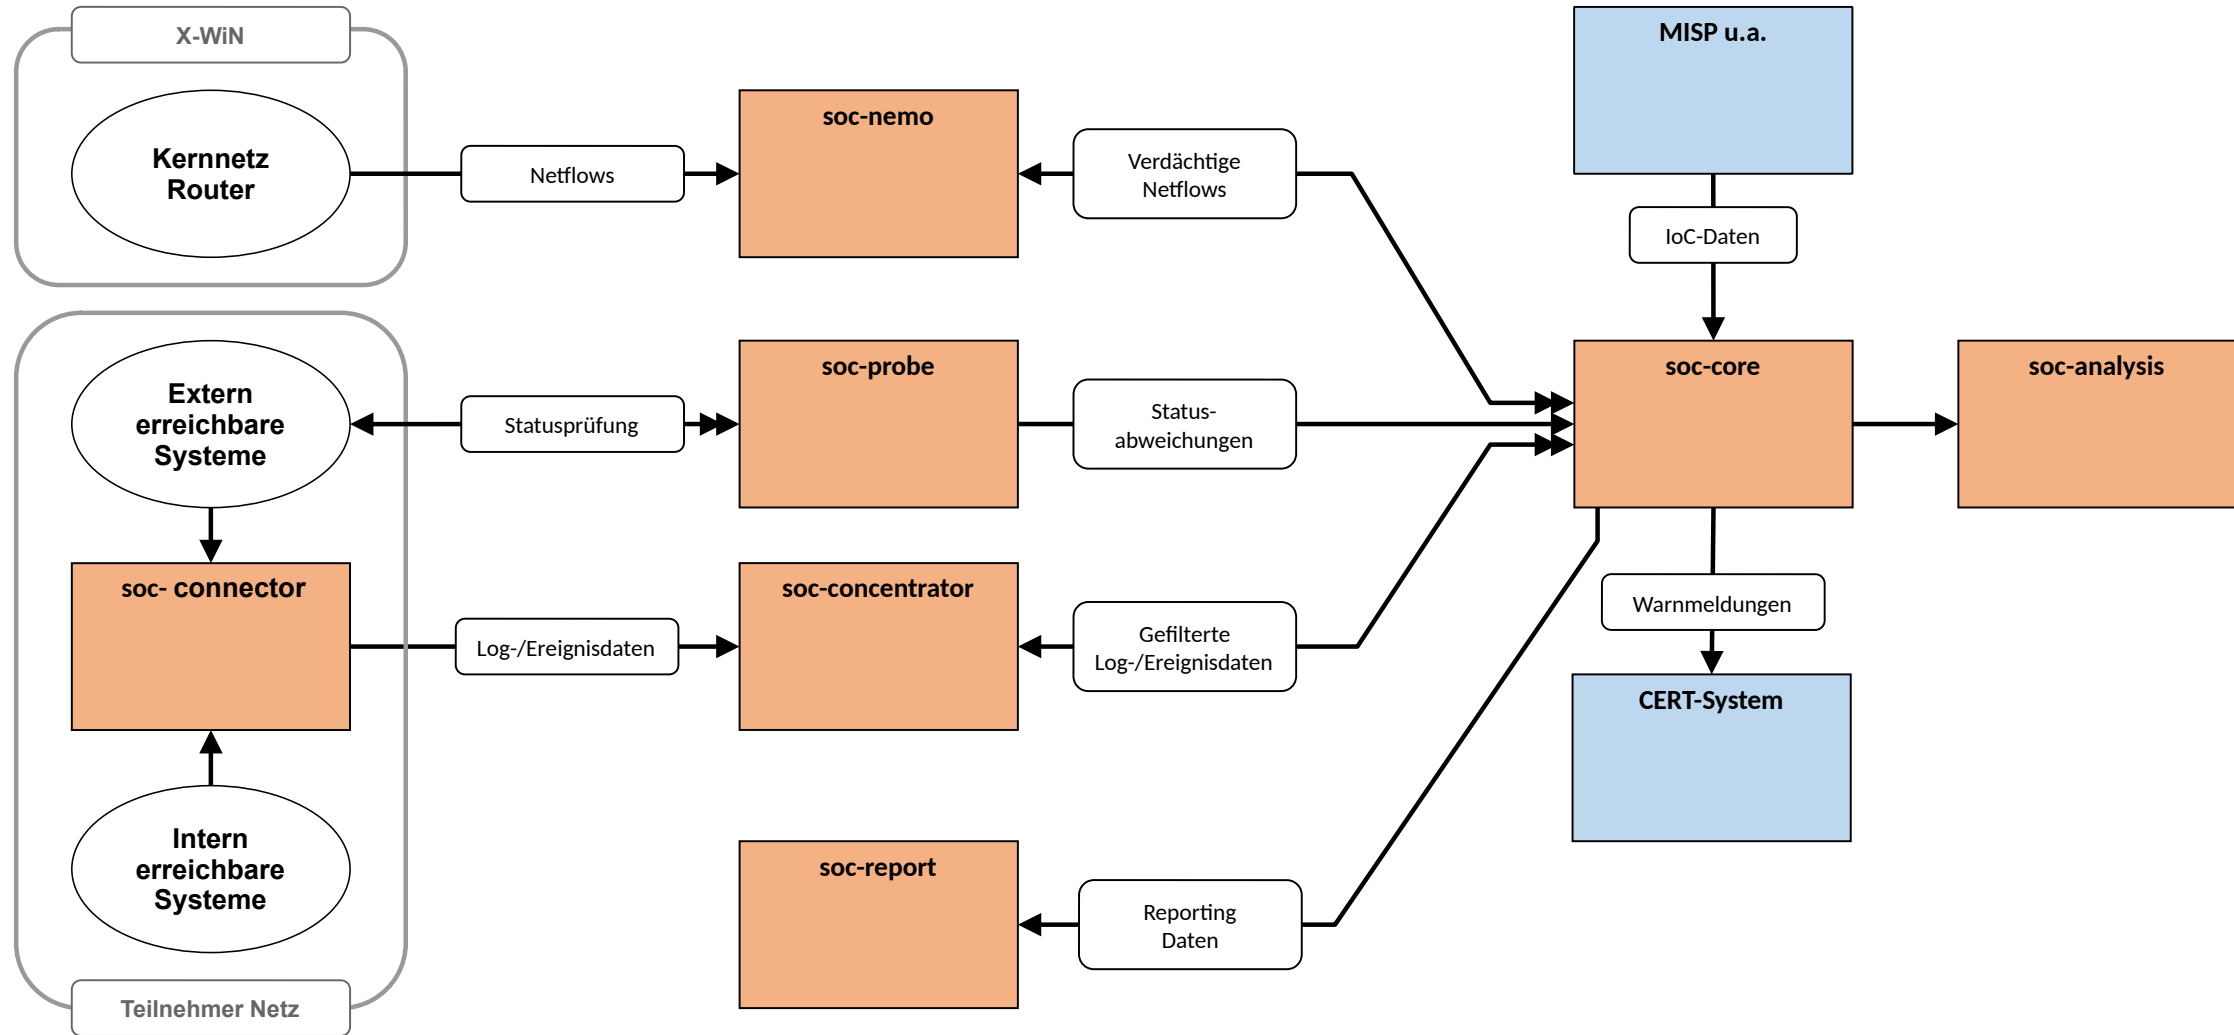 X-WiN
MISP u.a.
soc-nemo
Kernnetz
Router
Netflows
Verdächtige
Netflows
IoC-Daten
soc-probe
soc-core
soc-analysis
Extern
erreichbare
Systeme
Statusprüfung
Status-
abweichungen
soc- connector
soc-concentrator
Log-/Ereignisdaten
Gefilterte
Log-/Ereignisdaten
Warnmeldungen
CERT-System
Intern
erreichbare
Systeme
soc-report
Reporting
Daten
Teilnehmer Netz